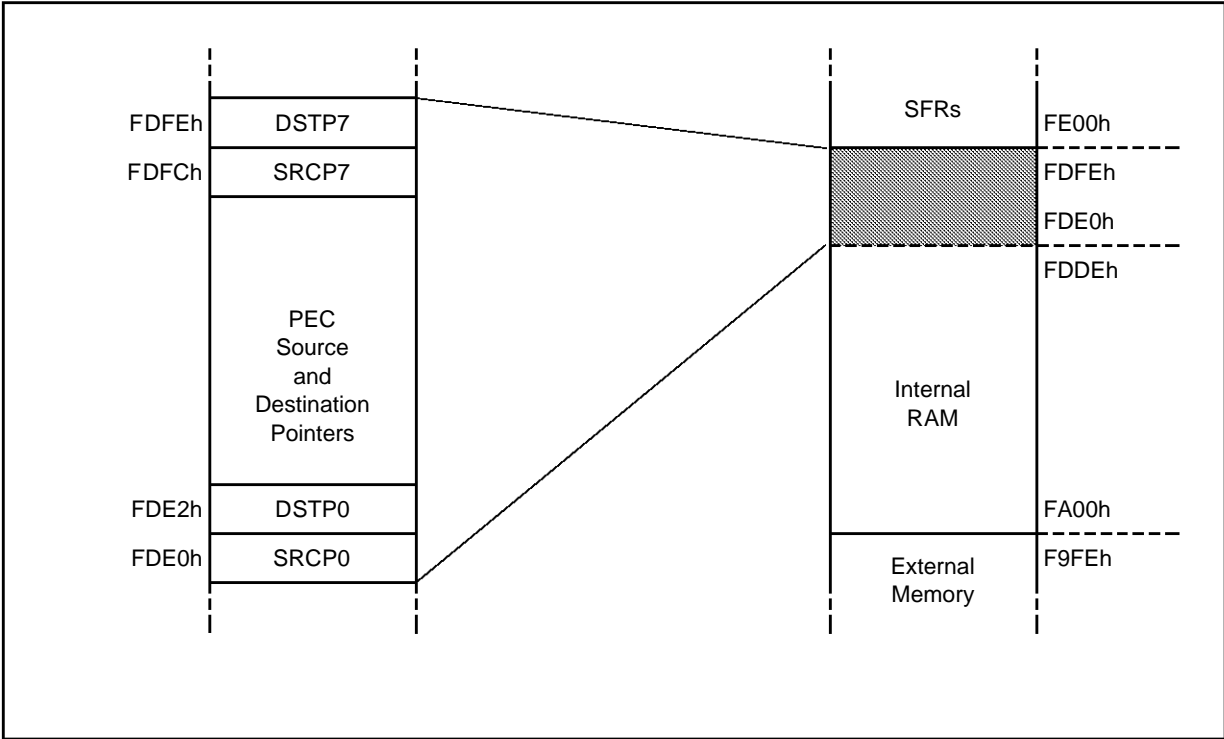 FDFEh
DSTP7
FDFCh
SRCP7
PEC
Source
and
Destination
Pointers
FDE2h
DSTP0
FDE0h
SRCP0
SFRs
FE00h
FDFEh
FDE0h
FDDEh
Internal
RAM
FA00h
F9FEh
External
Memory